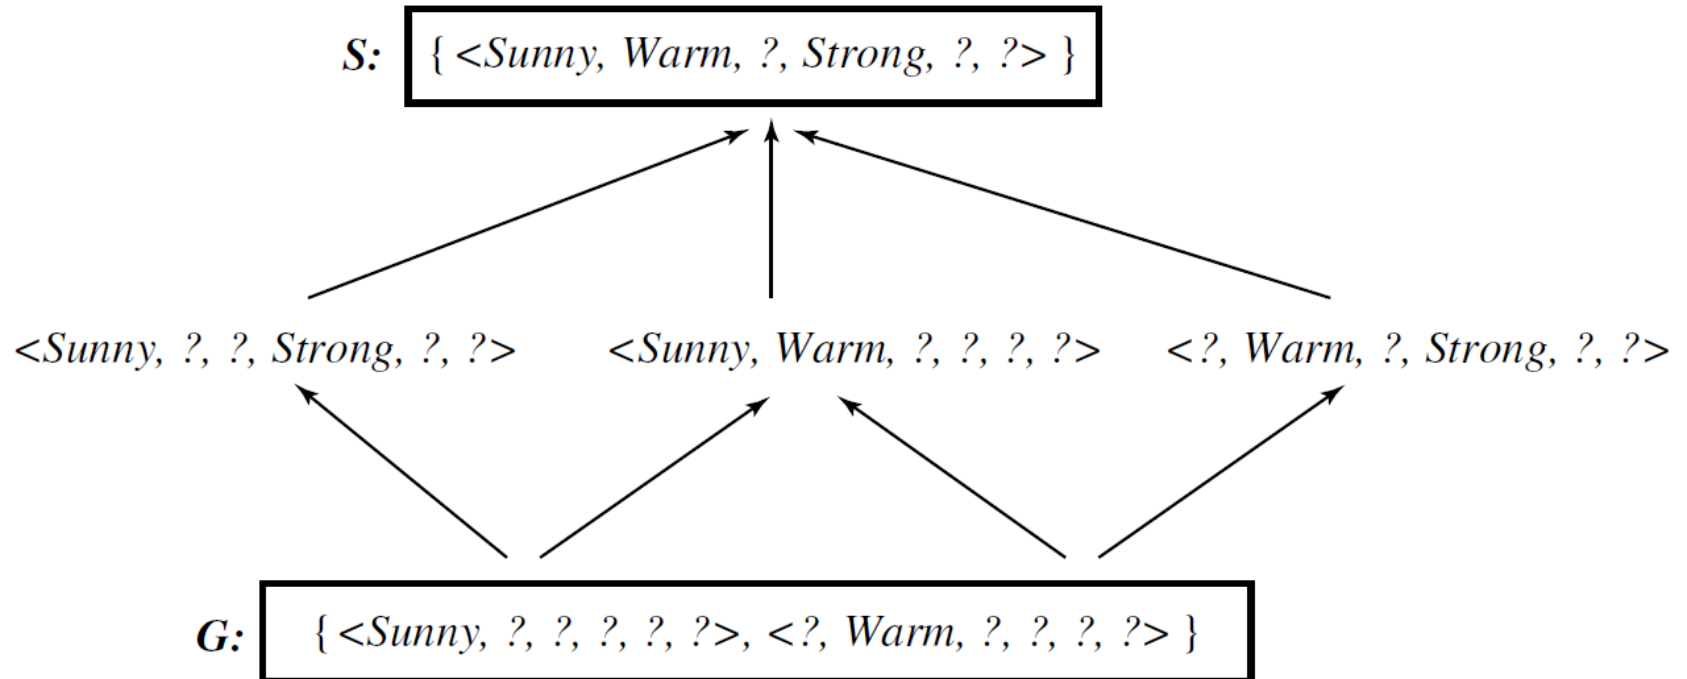 S: { <Sunny, Warm, ?, Strong, ?, ?> }
<Sunny, ?, ?, Strong, ?, ?> <Sunny, Warm, ?, ?, ?, ?> <?, Warm, ?, Strong, ?, ?>
G: { <Sunny, ?, ?, ?, ?, ?>, <?, Warm, ?, ?, ?, ?> }